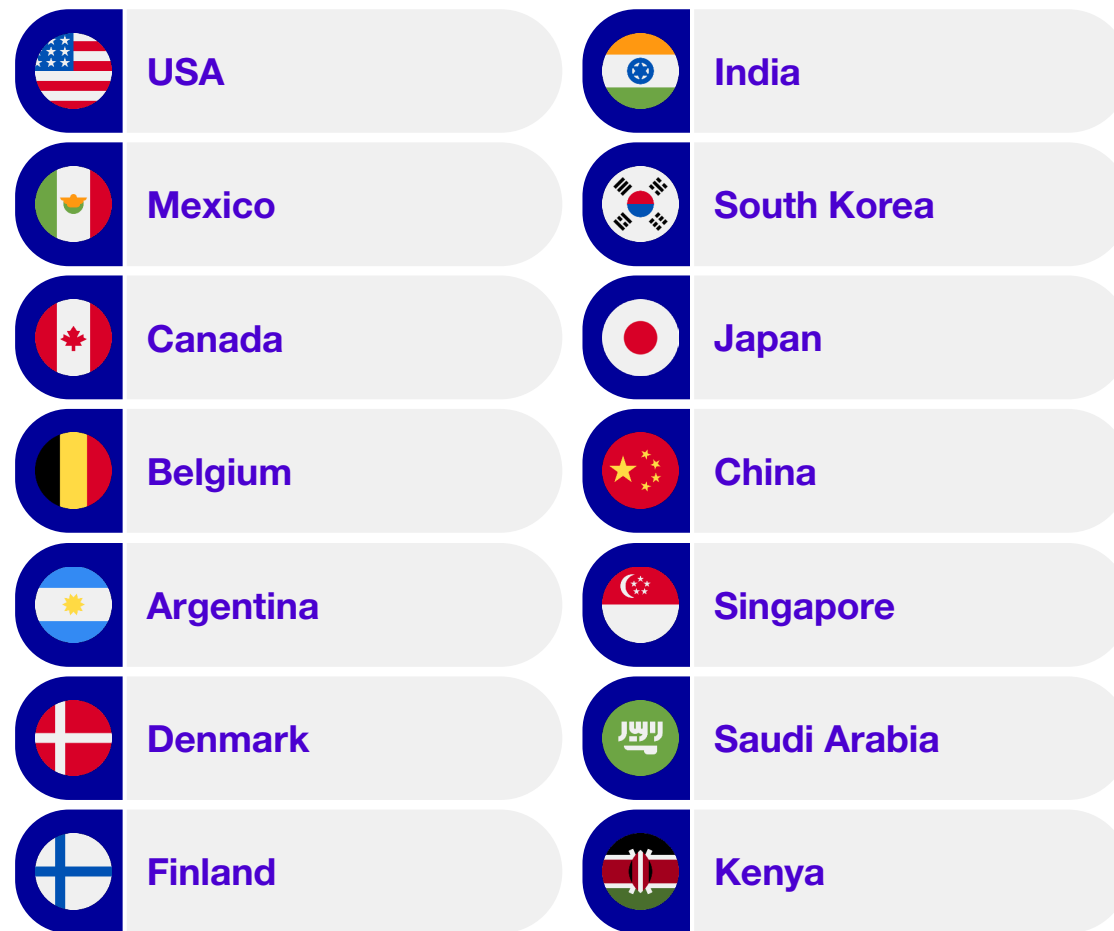 USA
Mexico
Canada
Belgium
Argentina
Denmark
Finland
India
South Korea
Japan
China
Singapore
Saudi Arabia
Kenya